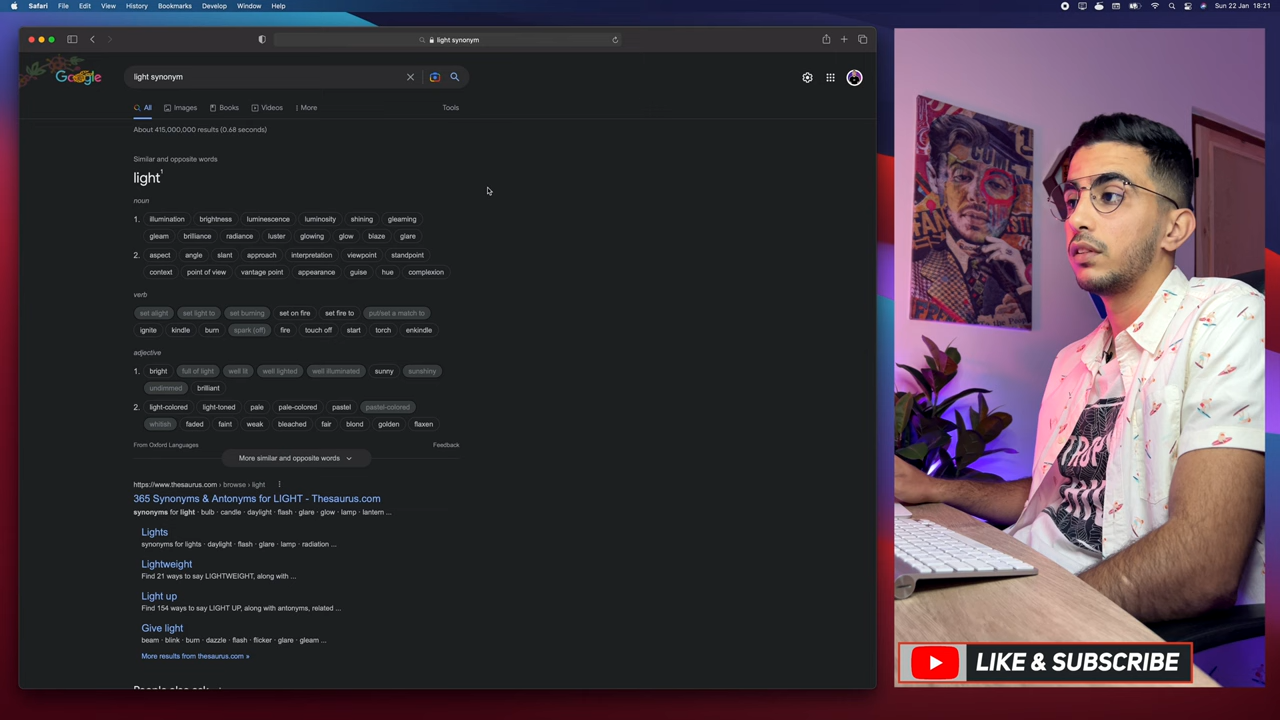 Safari File Edit View History Bookmarks Develop Window Help Sun 22 Jan 18:21
light synonym
Google light synonym
All Images Books Videos More Tools
About 415,000,000 results (0.68 seconds)
Similar and opposite words
light¹
noun
1. illumination brightness luminescence luminosity shining gleaming
gleam brilliance radiance luster glowing glow blaze glare
2. aspect angle slant approach interpretation viewpoint standpoint
context point of view vantage point appearance guise hue complexion
verb
set alight set light to set burning set on fire set fire to put/set a match to
ignite kindle burn spark (off) fire touch off start torch enkindle
adjective
1. bright full of light well lit well lighted well illuminated sunny sunshiny
undimmed brilliant
2. light-colored light-toned pale pale-colored pastel pastel-colored
whitish faded faint weak bleached fair blond golden flaxen
From Oxford Languages Feedback
More similar and opposite words
https://www.thesaurus.com › browse › light
365 Synonyms & Antonyms for LIGHT - Thesaurus.com
synonyms for light · bulb · candle · daylight · flash · glare · glow · lamp · lantern ...
Lights
synonyms for lights · daylight · flash · glare · lamp · radiation ...
Lightweight
Find 21 ways to say LIGHTWEIGHT, along with ...
Light up
Find 154 ways to say LIGHT UP, along with antonyms, related ...
Give light
beam · blink · burn · dazzle · flash · flicker · glare · gleam ...
More results from thesaurus.com »
LIKE & SUBSCRIBE